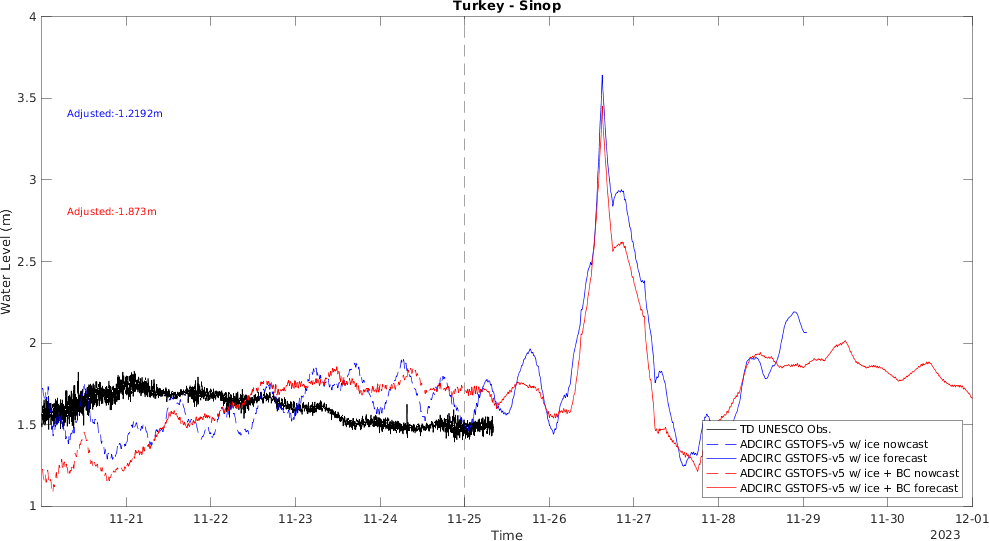 Turkey - Sinop
4
3.5
3
2.5
2
1.5
1
Water Level (m)
Adjusted:-1.2192m
Adjusted:-1.873m
TD UNESCO Obs.
ADCIRC GSTOFS-v5 w/ ice nowcast
ADCIRC GSTOFS-v5 w/ ice forecast
ADCIRC GSTOFS-v5 w/ ice + BC nowcast
ADCIRC GSTOFS-v5 w/ ice + BC forecast
11-21 11-22 11-23 11-24 11-25 11-26 11-27 11-28 11-29 11-30 12-01
Time
2023